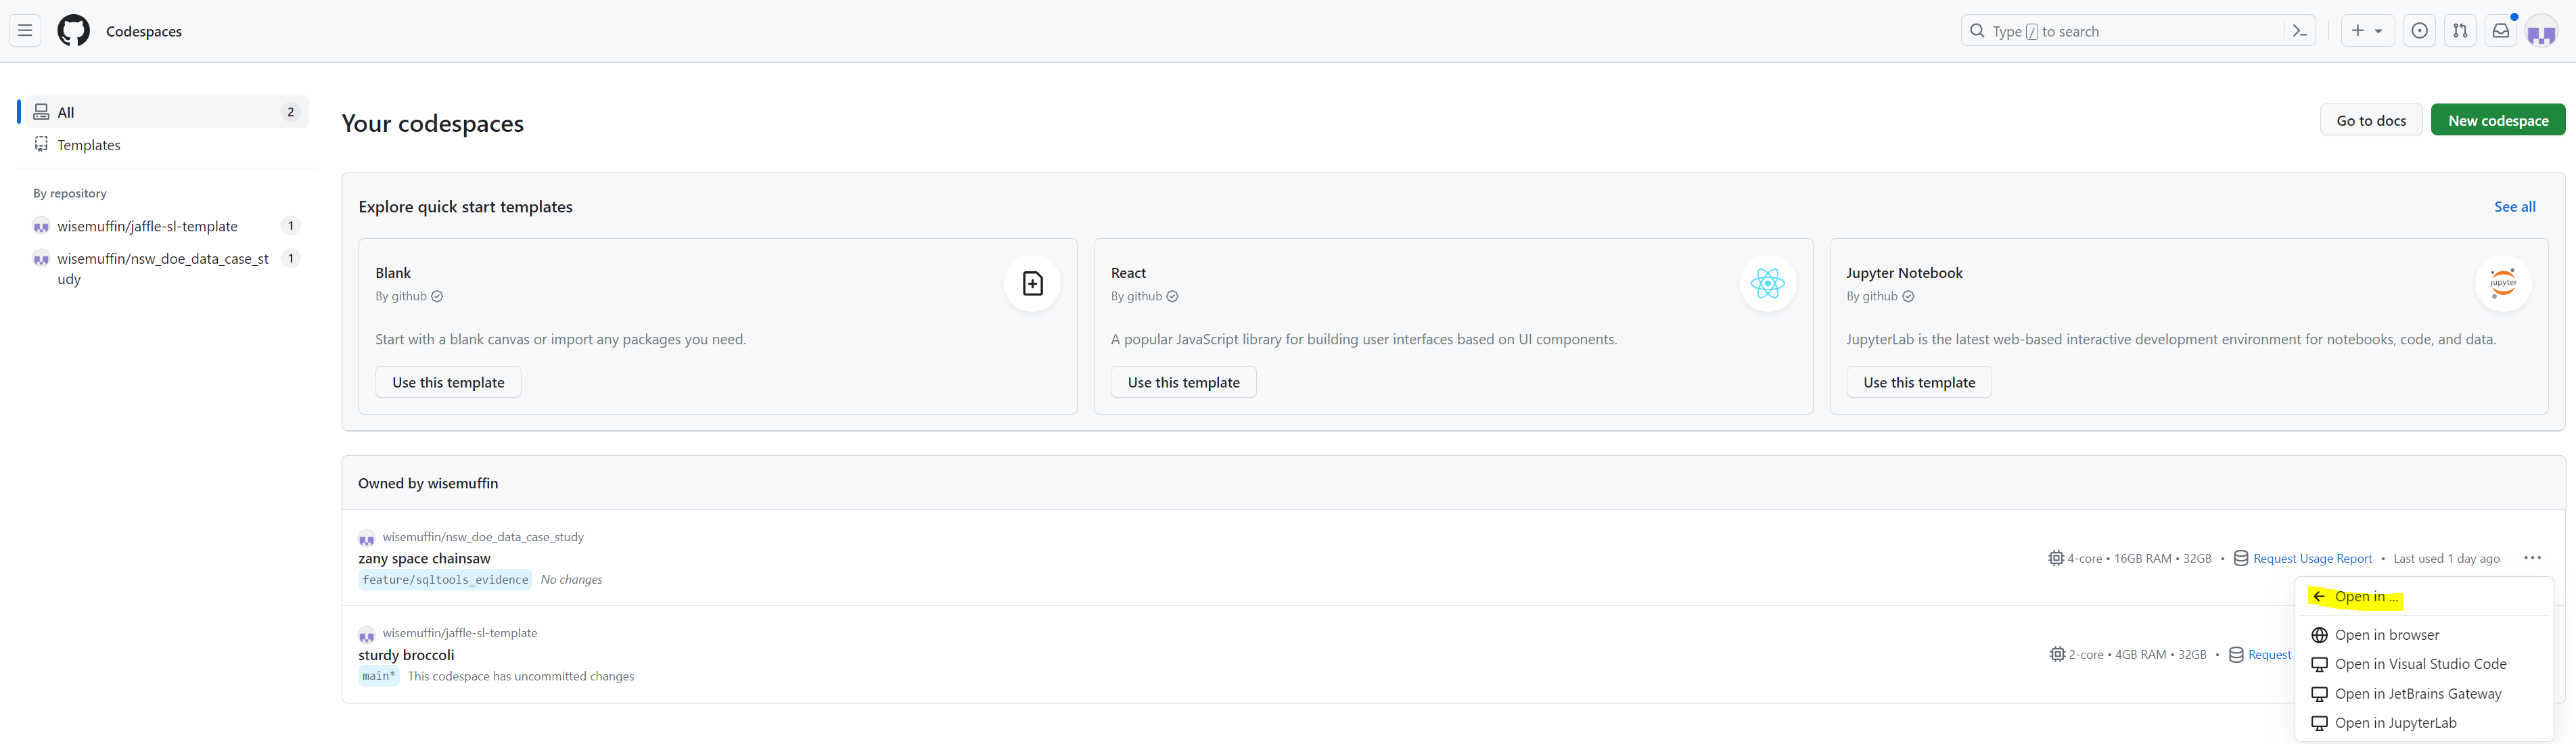 Codespaces
Type / to search
All 2
Templates
By repository
wisemuffin/jaffle-sl-template 1
wisemuffin/nsw_doe_data_case_st 1
udy
Your codespaces
Go to docs
New codespace
Explore quick start templates
See all
Blank
By github
Start with a blank canvas or import any packages you need.
Use this template
React
By github
A popular JavaScript library for building user interfaces based on UI components.
Use this template
Jupyter Notebook
By github
jupyter
JupyterLab is the latest web-based interactive development environment for notebooks, code, and data.
Use this template
Owned by wisemuffin
wisemuffin/nsw_doe_data_case_study
zany space chainsaw
feature/sqltools_evidence No changes
4-core • 16GB RAM • 32GB • Request Usage Report • Last used 1 day ago
wisemuffin/jaffle-sl-template
sturdy broccoli
main* This codespace has uncommitted changes
2-core • 4GB RAM • 32GB • Request
Open in ...
Open in browser
Open in Visual Studio Code
Open in JetBrains Gateway
Open in JupyterLab